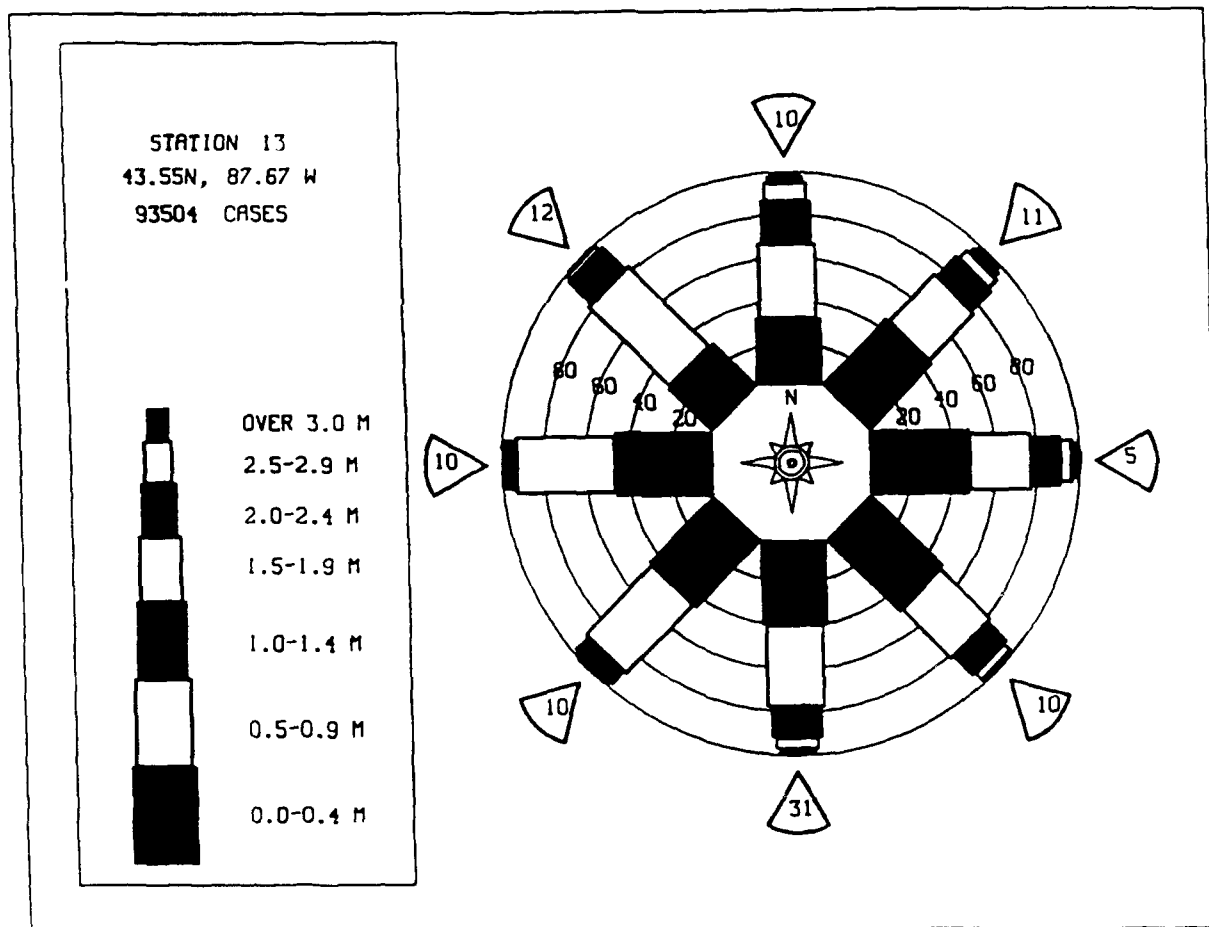 STATION 13
43.55N, 87.67 W
93504 CASES
OVER 3.0 M
2.5-2.9 M
2.0-2.4 M
1.5-1.9 M
1.0-1.4 M
0.5-0.9 M
0.0-0.4 M
10
12
11
80
60
40
20
N
20
40
60
80
10
5
10
10
31